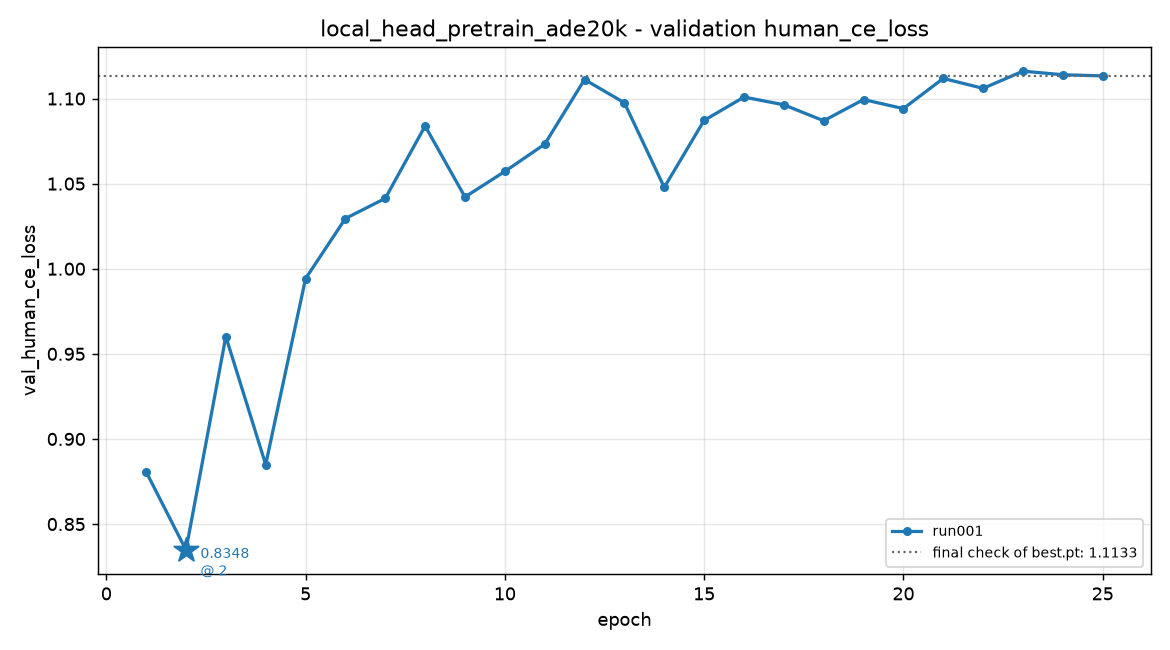 local_head_pretrain_ade20k - validation human_ce_loss
val_human_ce_loss
1.10
1.05
1.00
0.95
0.90
0.85
0.8348
@ 2
run001
final check of best.pt: 1.1133
0
5
10
15
20
25
epoch